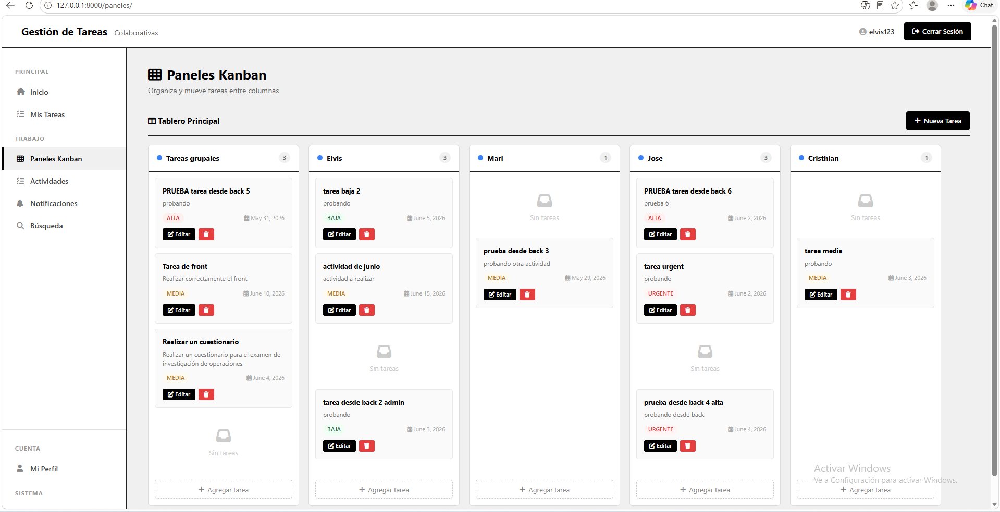 127.0.0.1:8000/paneles/
Chat
Gestión de Tareas Colaborativas
elvis123
Cerrar Sesión
PRINCIPAL
Inicio
Mis Tareas
TRABAJO
Paneles Kanban
Actividades
Notificaciones
Búsqueda
CUENTA
Mi Perfil
SISTEMA
Paneles Kanban
Organiza y mueve tareas entre columnas
Tablero Principal
+ Nueva Tarea
Tareas grupales 3
PRUEBA tarea desde back 5
probando
ALTA May 31, 2026
Editar
Tarea de front
Realizar correctamente el front
MEDIA June 10, 2026
Editar
Realizar un cuestionario
Realizar un cuestionario para el examen de
investigación de operaciones
MEDIA June 4, 2026
Editar
Sin tareas
+ Agregar tarea
Elvis 3
tarea baja 2
probando
BAJA June 5, 2026
Editar
actividad de junio
actividad a realizar
MEDIA June 15, 2026
Editar
Sin tareas
tarea desde back 2 admin
probando
BAJA June 3, 2026
Editar
+ Agregar tarea
Mari 1
Sin tareas
prueba desde back 3
probando otra actividad
MEDIA May 29, 2026
Editar
+ Agregar tarea
Jose 3
PRUEBA tarea desde back 6
prueba 6
ALTA June 2, 2026
Editar
tarea urgent
probando
URGENTE June 2, 2026
Editar
Sin tareas
prueba desde back 4 alta
probando desde back
URGENTE June 4, 2026
Editar
+ Agregar tarea
Cristhian 1
Sin tareas
tarea media
probando
MEDIA June 3, 2026
Editar
+ Agregar tarea
Activar Windows
Ve a Configuración para activar Windows.